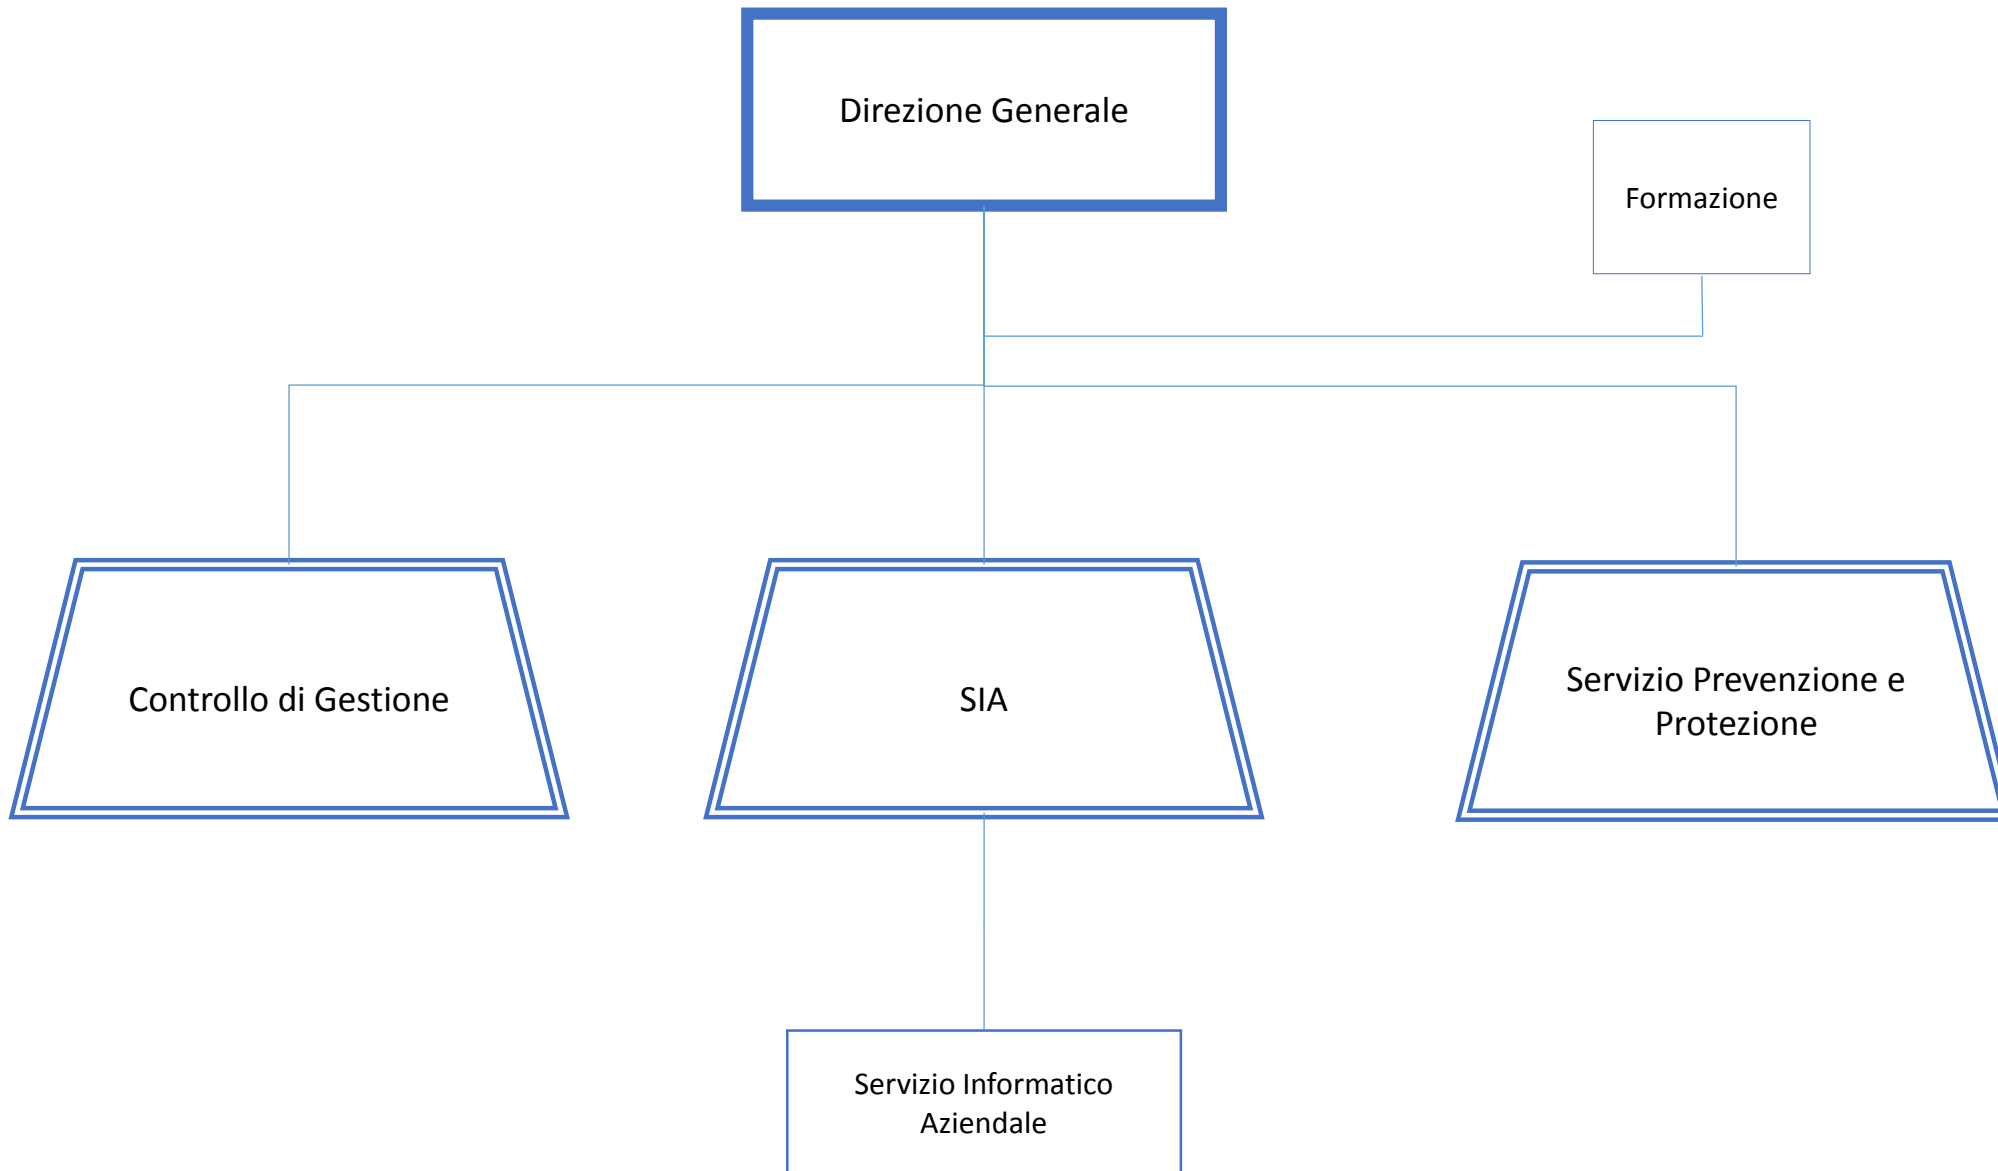 Direzione Generale
Formazione
Controllo di Gestione
SIA
Servizio Prevenzione e
Protezione
Servizio Informatico
Aziendale